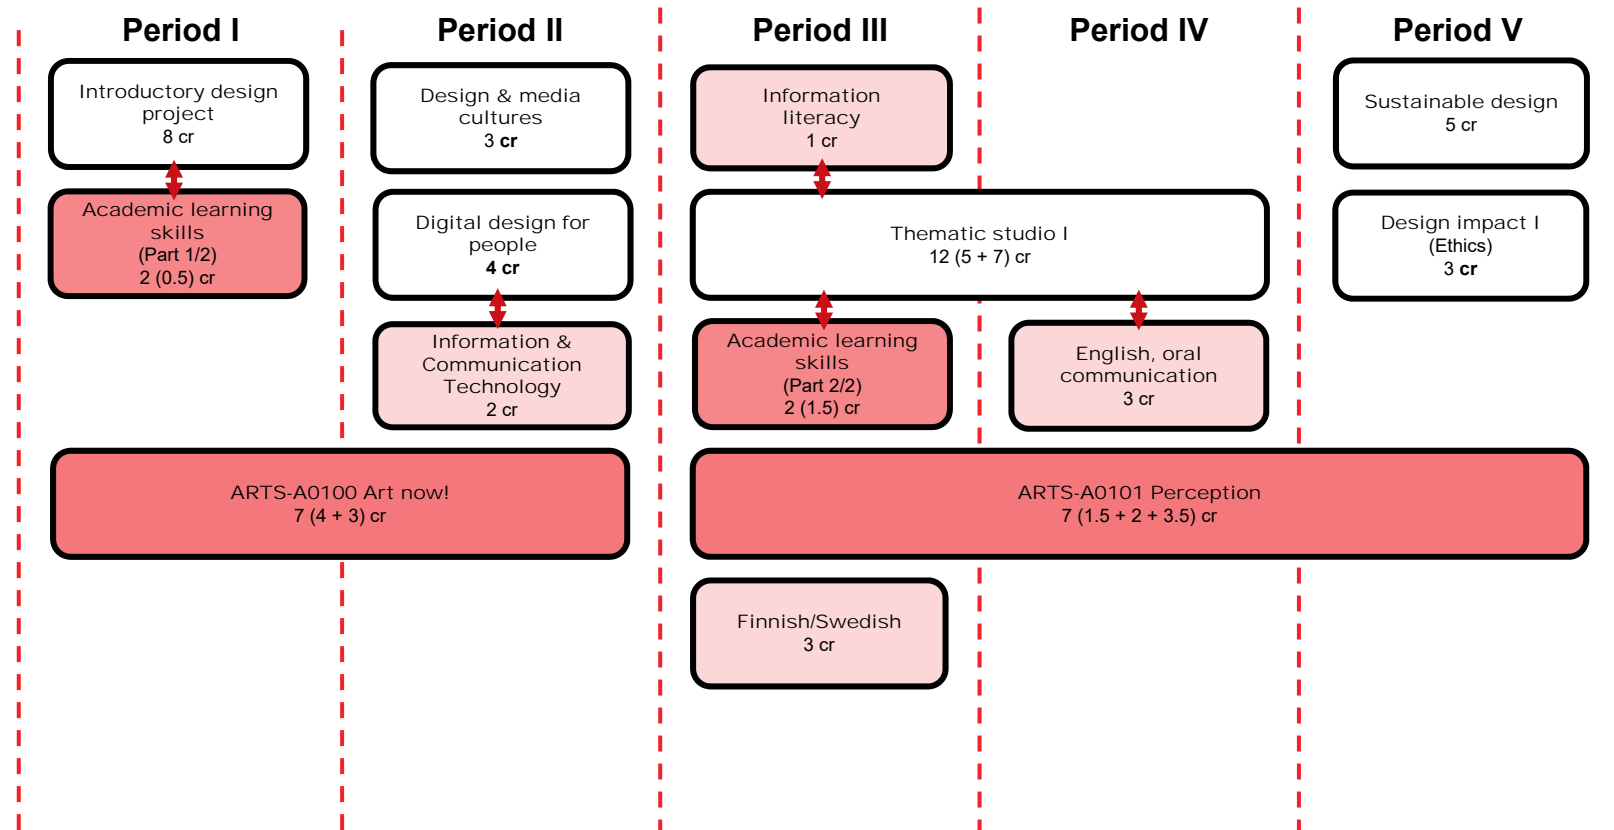 Period I
Period II
Period III
Period IV
Period V
Introductory design
project
8 cr
Design & media
cultures
3 cr
Information
literacy
1 cr
Sustainable design
5 cr
Academic learning
skills
(Part 1/2)
2 (0.5) cr
Digital design for
people
4 cr
Thematic studio I
12 (5 + 7) cr
Design impact I
(Ethics)
3 cr
Information &
Communication
Technology
2 cr
Academic learning
skills
(Part 2/2)
2 (1.5) cr
English, oral
communication
3 cr
ARTS-A0100 Art now!
7 (4 + 3) cr
ARTS-A0101 Perception
7 (1.5 + 2 + 3.5) cr
Finnish/Swedish
3 cr